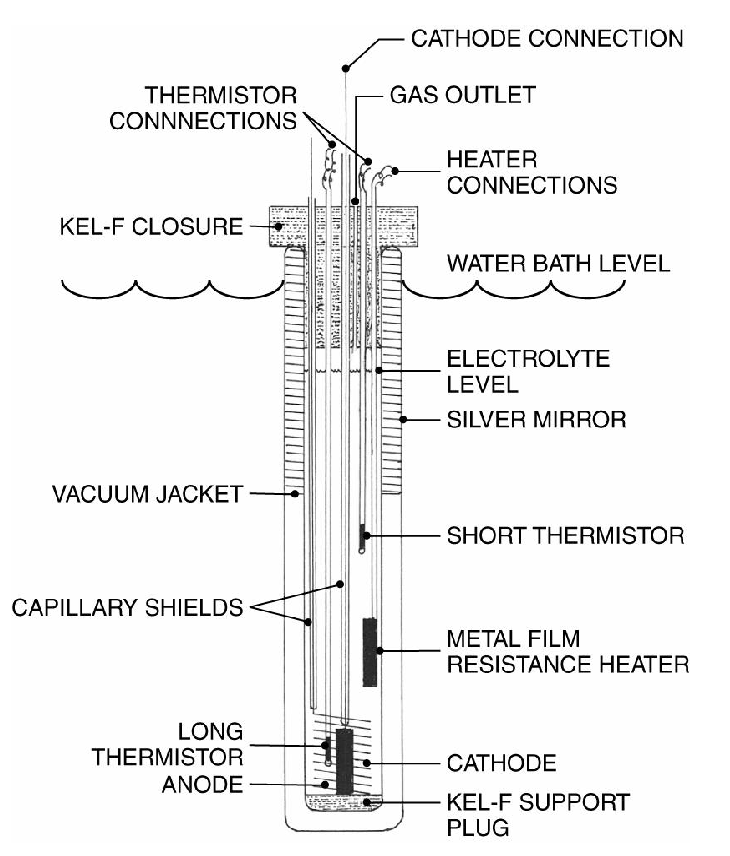 CATHODE CONNECTION
THERMISTOR
CONNNECTIONS
GAS OUTLET
HEATER
CONNECTIONS
KEL-F CLOSURE
WATER BATH LEVEL
ELECTROLYTE
LEVEL
SILVER MIRROR
VACUUM JACKET
SHORT THERMISTOR
CAPILLARY SHIELDS
METAL FILM
RESISTANCE HEATER
LONG
THERMISTOR
ANODE
CATHODE
KEL-F SUPPORT
PLUG